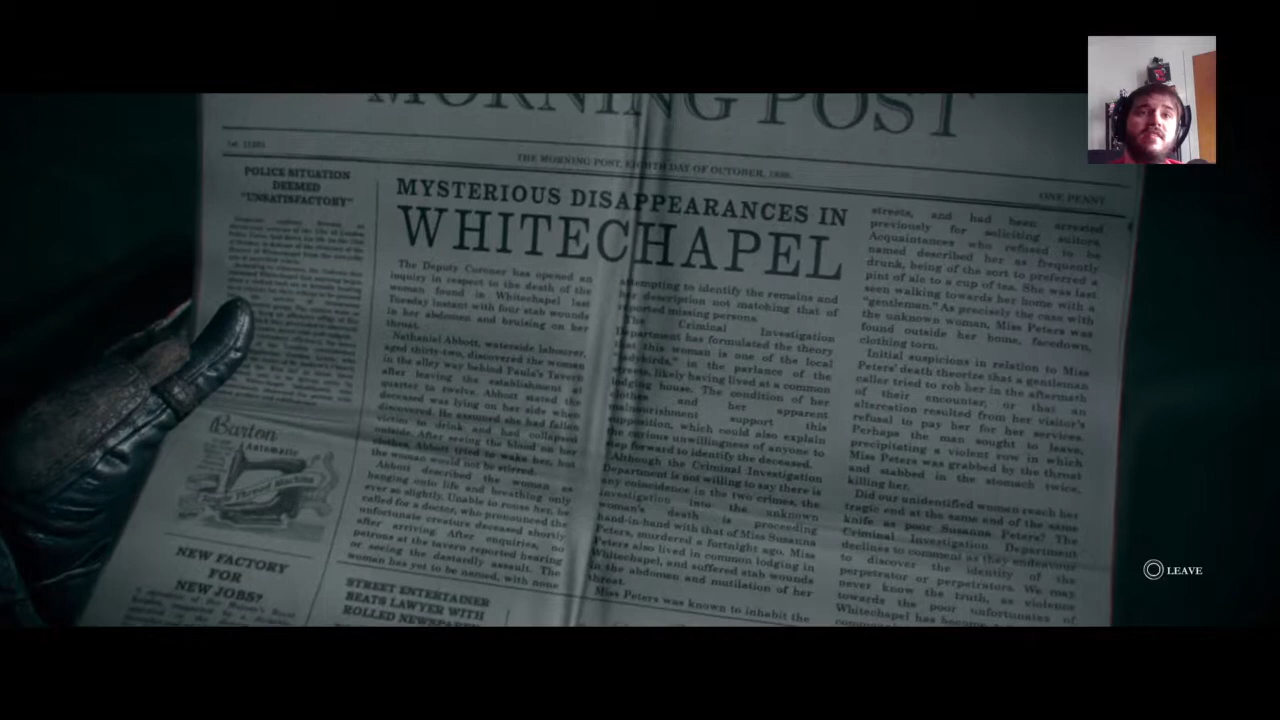 MORNING POST
THE MORNING POST, EIGHTH DAY OF OCTOBER,
ONE PENNY
POLICE SITUATION
DEEMED
"UNSATISFACTORY"
Barton
Automatic
NEW FACTORY
FOR
NEW JOBS?
MYSTERIOUS DISAPPEARANCES IN
WHITECHAPEL
The Deputy Coroner has opened an
inquiry in respect to the death of the
woman found in Whitechapel last
Tuesday instant with four stab wounds
in her abdomen and bruising on her
throat.
Nathaniel Abbott, waterside labourer,
aged thirty-two, discovered the woman
in the alley way behind Paula's Tavern
after leaving the establishment at
quarter to twelve. Abbott stated the
deceased was lying on her side when
discovered. He assumed she had fallen
victim to drink and had collapsed
outside. After seeing the blood on her
clothes, Abbott tried to wake her, but
the woman would not be stirred.
Abbott described the woman as
hanging onto life and breathing only
ever so slightly. Unable to rouse her, he
called for a doctor, who pronounced the
unfortunate creature deceased shortly
after arriving. After enquiries, no
patrons at the tavern reported hearing
or seeing the dastardly assault. The
woman has yet to be named, with none
STREET ENTERTAINER
BEATS LAWYER WITH
ROLLED NEWSPAPER
attempting to identify the remains and
her description not matching that of
reported missing persons.
The Criminal Investigation
Department has formulated the theory
that this woman is one of the local
"ladybirds," in the parlance of the
streets, likely having lived at a common
lodging house. The condition of her
clothes and her apparent
malnourishment support this
supposition, which could also explain
the curious unwillingness of anyone to
step forward to identify the deceased.
Although the Criminal Investigation
Department is not willing to say there is
any coincidence in the two crimes, the
investigation into the unknown
woman's death is proceeding
hand-in-hand with that of Miss Susanna
Peters, murdered a fortnight ago. Miss
Peters also lived in common lodging in
Whitechapel, and suffered stab wounds
in the abdomen and mutilation of her
throat.
Miss Peters was known to inhabit the
streets, and had been arrested
previously for soliciting suitors.
Acquaintances who refused to be
named described her as frequently
drunk, being of the sort to preferred a
pint of ale to a cup of tea. She was last
seen walking towards her home with a
"gentleman." As precisely the case with
the unknown woman, Miss Peters was
found outside her home, facedown,
clothing torn.
Initial suspicions in relation to Miss
Peters' death theorize that a gentleman
caller tried to rob her in the aftermath
of their encounter, or that an
altercation resulted from her visitor's
refusal to pay her for her services.
Perhaps the man sought to leave,
precipitating a violent row in which
Miss Peters was grabbed by the throat
and stabbed in the stomach twice,
killing her.
Did our unidentified woman reach her
tragic end at the same end of the same
knife as poor Susanna Peters? The
Criminal Investigation Department
declines to comment as they endeavour
to discover the identity of the
perpetrator or perpetrators. We may
never know the truth, as violence
towards the poor unfortunates of
Whitechapel has become
LEAVE